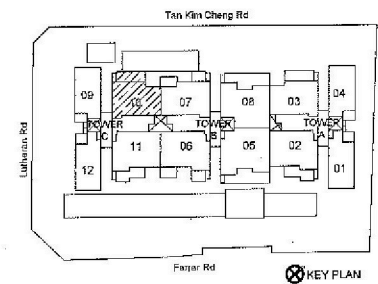 Tan Kim Cheng Rd
09
10
07
08
03
04
TOWER
C
TOWER
B
TOWER
A
12
11
06
05
02
01
Lutheran Rd
Farrer Rd
KEY PLAN